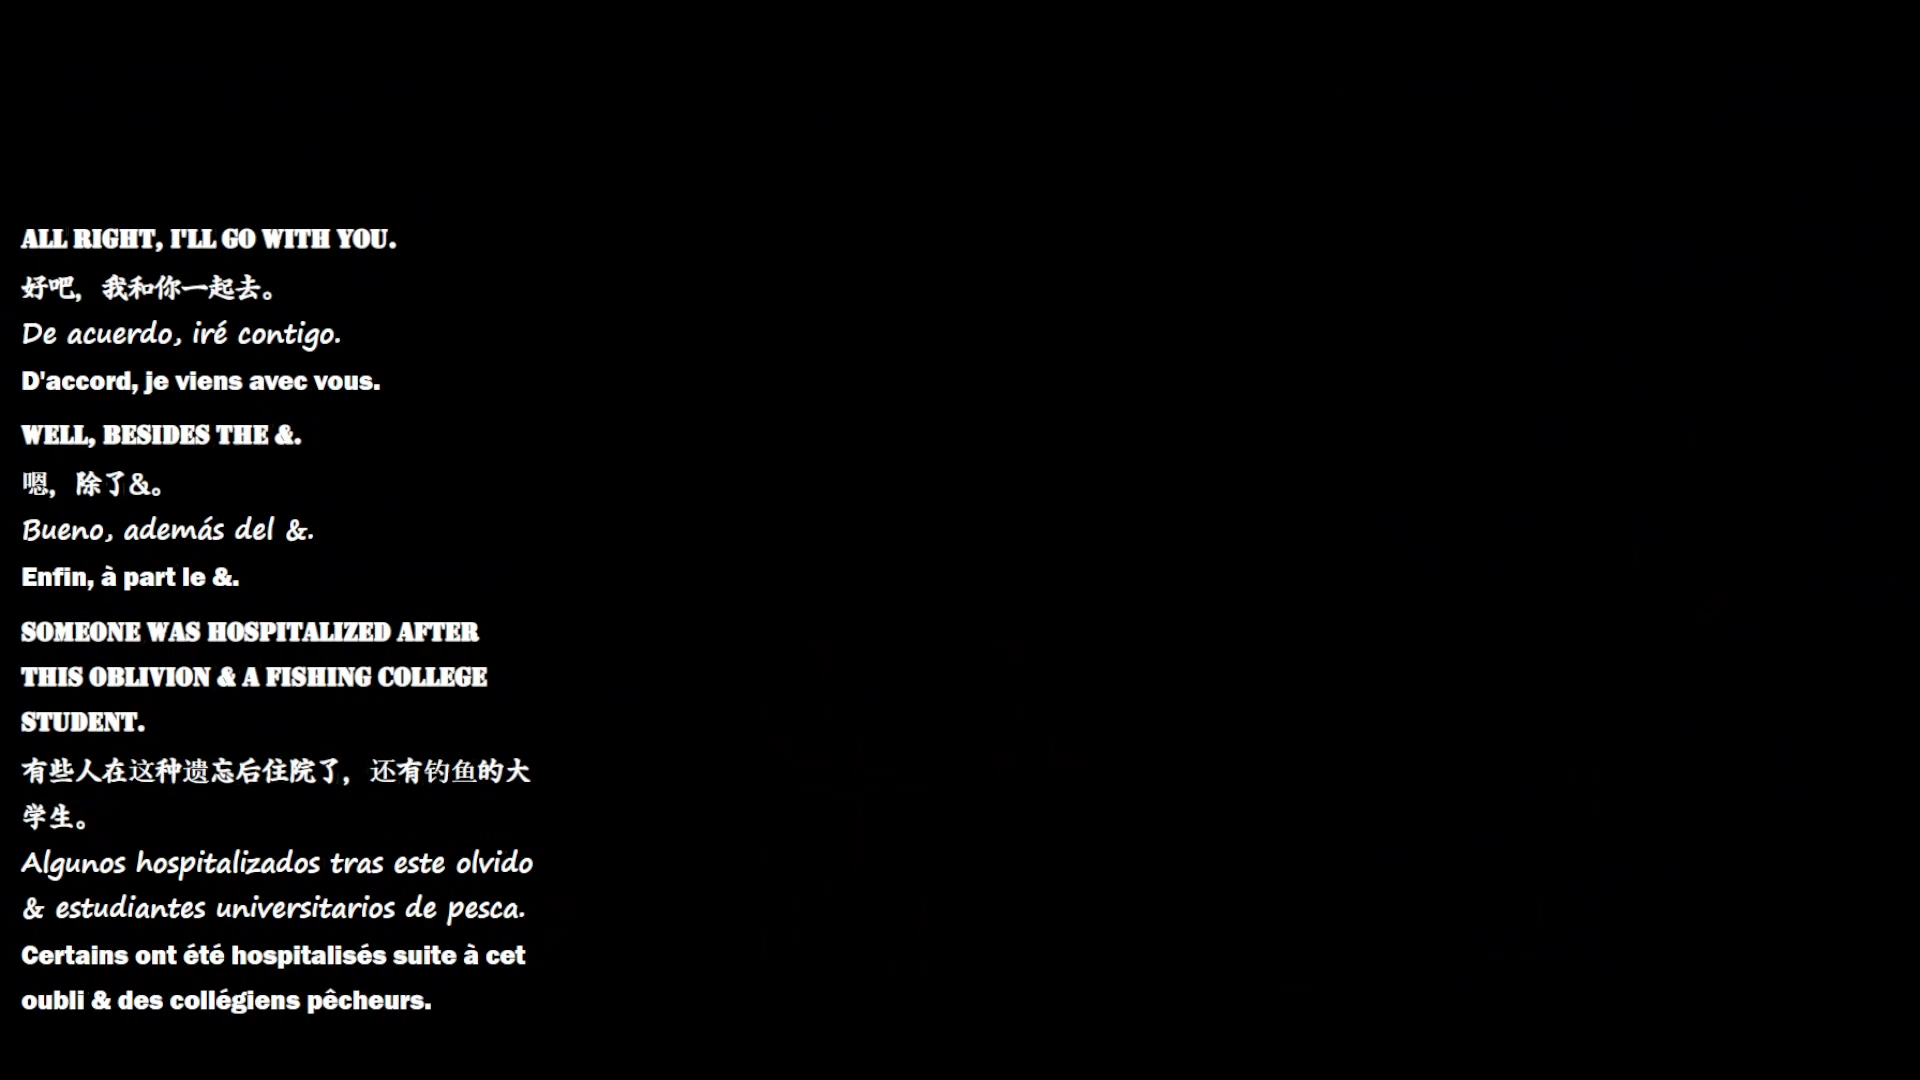 ALL RIGHT, I'LL GO WITH YOU.
好吧，我和你一起去。
De acuerdo, iré contigo.
D'accord, je viens avec vous.
WELL, BESIDES THE &.
嗯，除了&。
Bueno, además del &.
Enfin, à part le &.
SOMEONE WAS HOSPITALIZED AFTER
THIS OBLIVION & A FISHING COLLEGE
STUDENT.
有些人在这种遗忘后住院了，还有钓鱼的大
学生。
Algunos hospitalizados tras este olvido
& estudiantes universitarios de pesca.
Certains ont été hospitalisés suite à cet
oubli & des collégiens pêcheurs.